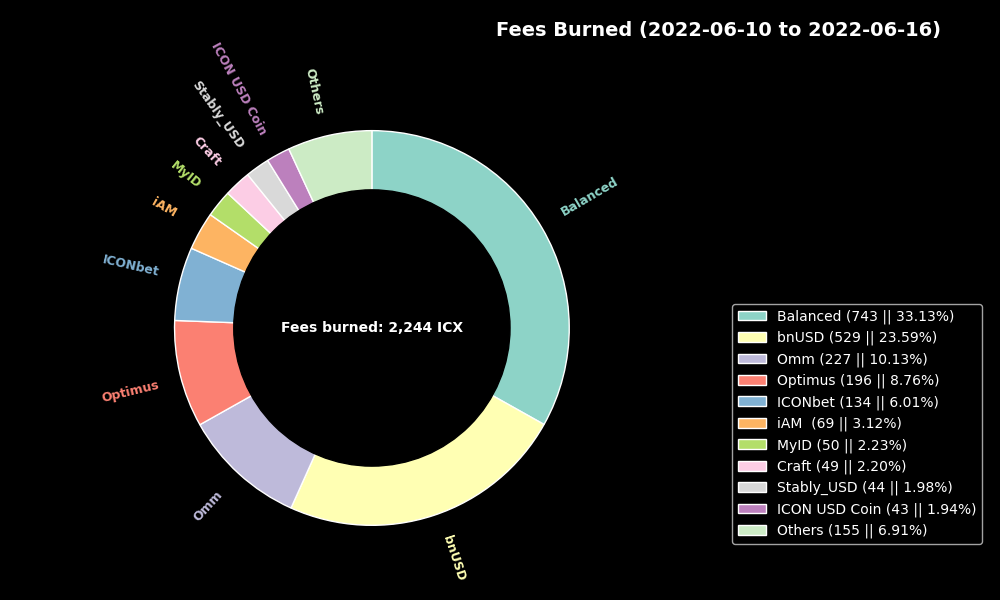 Fees Burned (2022-06-10 to 2022-06-16)
ICON USD Coin
Others
Stably_USD
Craft
MyID
iAM
Balanced
ICONbet
Fees burned: 2,244 ICX
Optimus
Omm
bnUSD
Balanced (743 || 33.13%)
bnUSD (529 || 23.59%)
Omm (227 || 10.13%)
Optimus (196 || 8.76%)
ICONbet (134 || 6.01%)
iAM  (69 || 3.12%)
MyID (50 || 2.23%)
Craft (49 || 2.20%)
Stably_USD (44 || 1.98%)
ICON USD Coin (43 || 1.94%)
Others (155 || 6.91%)